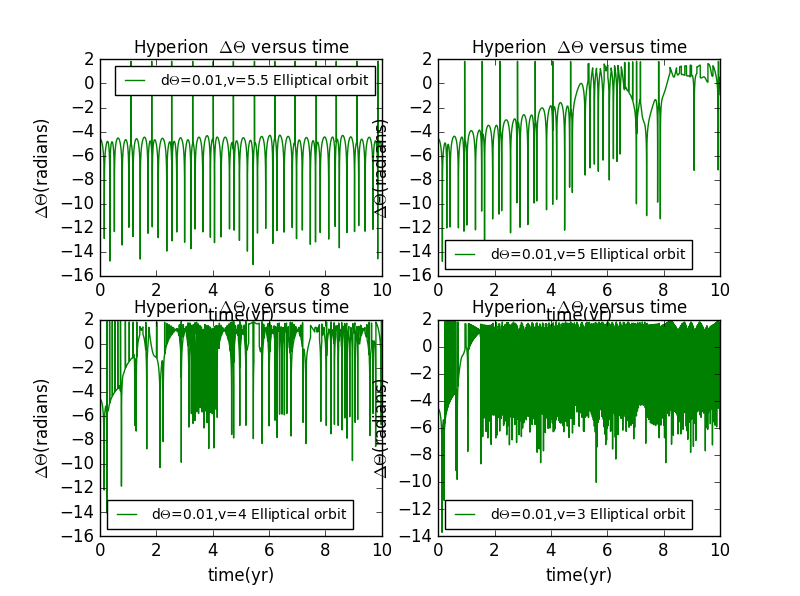 Hyperion ΔΘ versus time
Hyperion ΔΘ versus time
2
0
−2
−4
−6
−8
−10
−12
−14
−16
ΔΘ(radians)
dΘ=0.01,v=5.5 Elliptical orbit
0 2 4 6 8 10
time(yr)
2
0
−2
−4
−6
−8
−10
−12
−14
−16
ΔΘ(radians)
dΘ=0.01,v=5 Elliptical orbit
0 2 4 6 8 10
time(yr)
Hyperion ΔΘ versus time
Hyperion ΔΘ versus time
2
0
−2
−4
−6
−8
−10
−12
−14
−16
ΔΘ(radians)
dΘ=0.01,v=4 Elliptical orbit
0 2 4 6 8 10
time(yr)
2
0
−2
−4
−6
−8
−10
−12
−14
ΔΘ(radians)
dΘ=0.01,v=3 Elliptical orbit
0 2 4 6 8 10
time(yr)